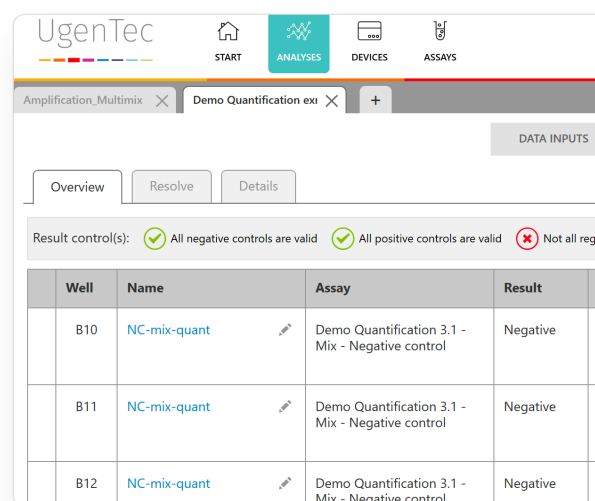 UgenTec
START
ANALYSES
DEVICES
ASSAYS
Amplification_Multimix
Demo Quantification
+
DATA INPUTS
Overview
Resolve
Details
Result control(s):
All negative controls are valid
All positive controls are valid
Not all
Well Name Assay Result
B10 NC-mix-quant Demo Quantification 3.1 - Negative
Mix - Negative control
B11 NC-mix-quant Demo Quantification 3.1 - Negative
Mix - Negative control
B12 NC-mix-quant Demo Quantification 3.1 - Negative
Mix - Negative control